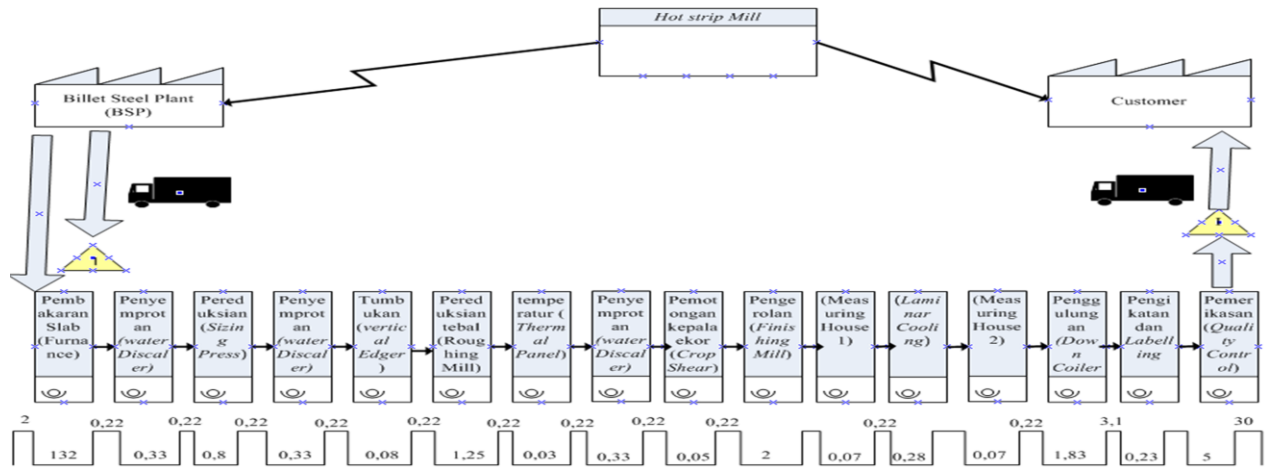 Hot strip Mill
Billet Steel Plant
(BSP)
Customer
Pemb
akaran
Slab
(Furna
nce)
Penye
mprot
an
(water
Discal
er)
Pered
uksian
(Sizin
g
Press)
Penye
mprot
an
(water
Discal
er)
Tumb
ukan
(vertic
al
Edger
)
Pered
uksian
tebal
(Roug
hing
Mill)
tempe
ratur (
Therm
al
Panel)
Penye
mprot
an
(water
Discal
er)
Pemot
ongan
kepala
ekor
(Crop
Shear)
Penge
rolan
(Finis
hing
Mill)
(Meas
uring
House
1)
(Lami
nar
Cooli
ng)
(Meas
uring
House
2)
Pengg
ulung
an
(Dow
n
Coiler
Pengi
katan
dan
Labell
ing
Pemer
ikasan
(Quali
ty
Contr
ol)
2 0,22 0,22 0,22 0,22 0,22 0,22 0,22 0,22 0,22 0,22 3,1 30
132 0,33 0,8 0,33 0,08 1,25 0,03 0,33 0,05 2 0,07 0,28 0,07 1,83 0,23 5